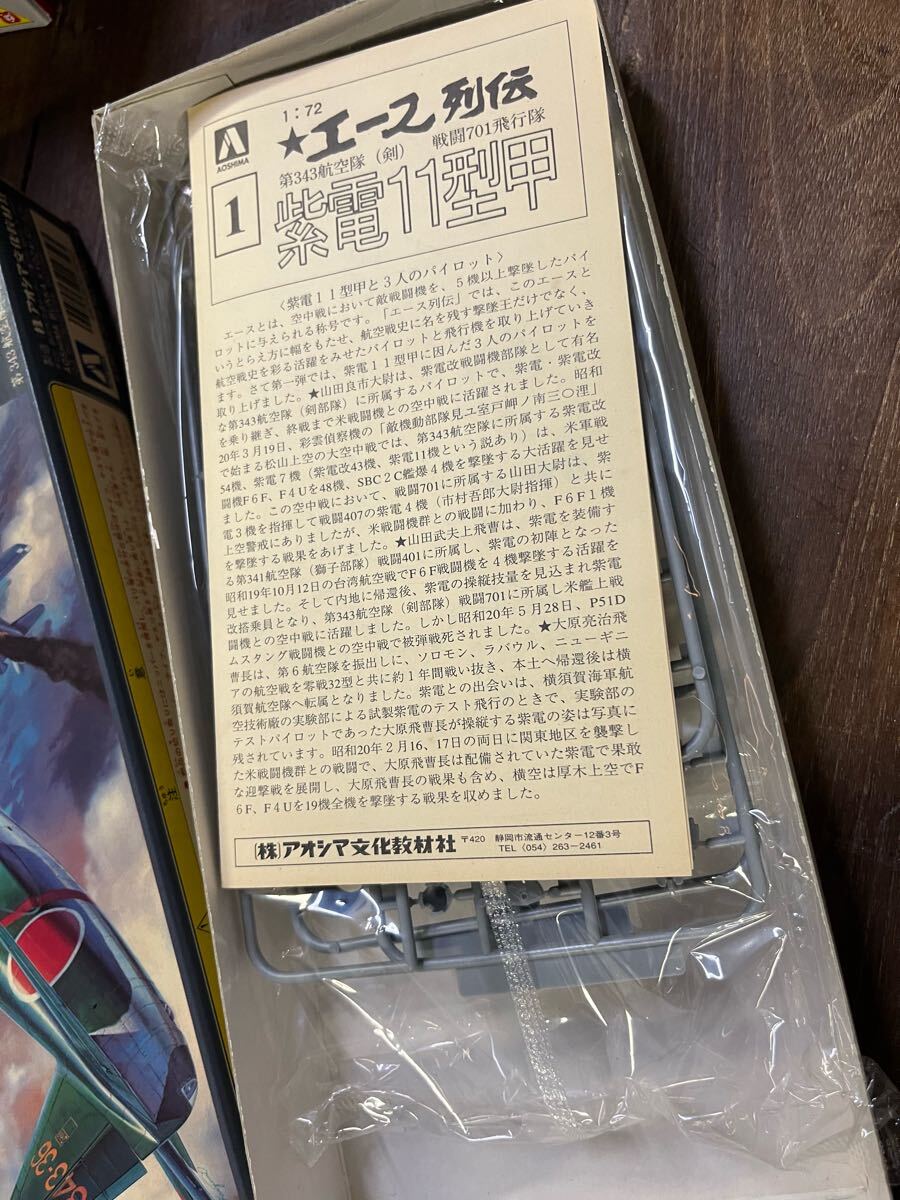 AOSHIMA
1:72
★エース列伝
第343航空隊（剣） 戦闘701飛行隊
1
紫電11型甲
〈紫電１１型甲と３人のパイロット〉
エースとは、空中戦において敵戦闘機を、５機以上撃墜したパイ
ロットに与えられる称号です。「エース列伝」では、このエースと
いうとらえ方に幅をもたせ、航空戦史に名を残す撃墜王だけでなく、
航空戦史を彩る活躍をみせたパイロットと飛行機を取り上げていき
ます。さて第一弾では、紫電１１型甲に因んだ３人のパイロットを
取り上げました。★山田良市大尉は、紫電改戦闘機部隊として有名
な第343航空隊（剣部隊）に所属するパイロットで、紫電・紫電改
を乗り継ぎ、終戦まで米戦闘機との空中戦に活躍されました。昭和
20年３月19日、彩雲偵察機の「敵機動部隊見ユ室戸岬ノ南三〇浬」
で始まる松山上空の大空中戦では、第343航空隊に所属する紫電改
54機、紫電７機（紫電改43機、紫電11機という説あり）は、米軍戦
闘機Ｆ６Ｆ、Ｆ４Ｕを48機、SBC２C艦爆４機を撃墜する大活躍を見せ
ました。この空中戦において、戦闘701に所属する山田大尉は、紫
電３機を指揮して戦闘407の紫電４機（市村吾郎大尉指揮）と共に
上空警戒にありましたが、米戦闘機群との戦闘に加わり、Ｆ６Ｆ１機
を撃墜する戦果をあげました。★山田武夫上飛曹は、紫電を装備す
る第341航空隊（獅子部隊）戦闘401に所属し、紫電の初陣となった
昭和19年10月12日の台湾航空戦でＦ６Ｆ戦闘機を４機撃墜する活躍を
見せました。そして内地に帰還後、紫電の操縦技量を見込まれ紫電
改搭乗員となり、第343航空隊（剣部隊）戦闘701に所属し米艦上戦
闘機との空中戦に活躍しました。しかし昭和20年５月28日、P51D
ムスタング戦闘機との空中戦で被弾戦死されました。★大原亮治飛
曹長は、第６航空隊を振出しに、ソロモン、ラバウル、ニューギニ
アの航空戦を零戦32型と共に約１年間戦い抜き、本土へ帰還後は横
須賀航空隊へ転属となりました。紫電との出会いは、横須賀海軍航
空技術廠の実験部による試製紫電のテスト飛行のときで、実験部の
テストパイロットであった大原飛曹長が操縦する紫電の姿は写真に
残されています。昭和20年２月16、17日の両日に関東地区を襲撃し
た米戦闘機群との戦闘で、大原飛曹長は配備されていた紫電で果敢
な迎撃戦を展開し、大原飛曹長の戦果も含め、横空は厚木上空でＦ
６Ｆ、Ｆ４Ｕを19機全機を撃墜する戦果を収めました。
(株)アオシマ文化教材社
〒420 静岡市流通センター12番3号
TEL〈054〉263-2461